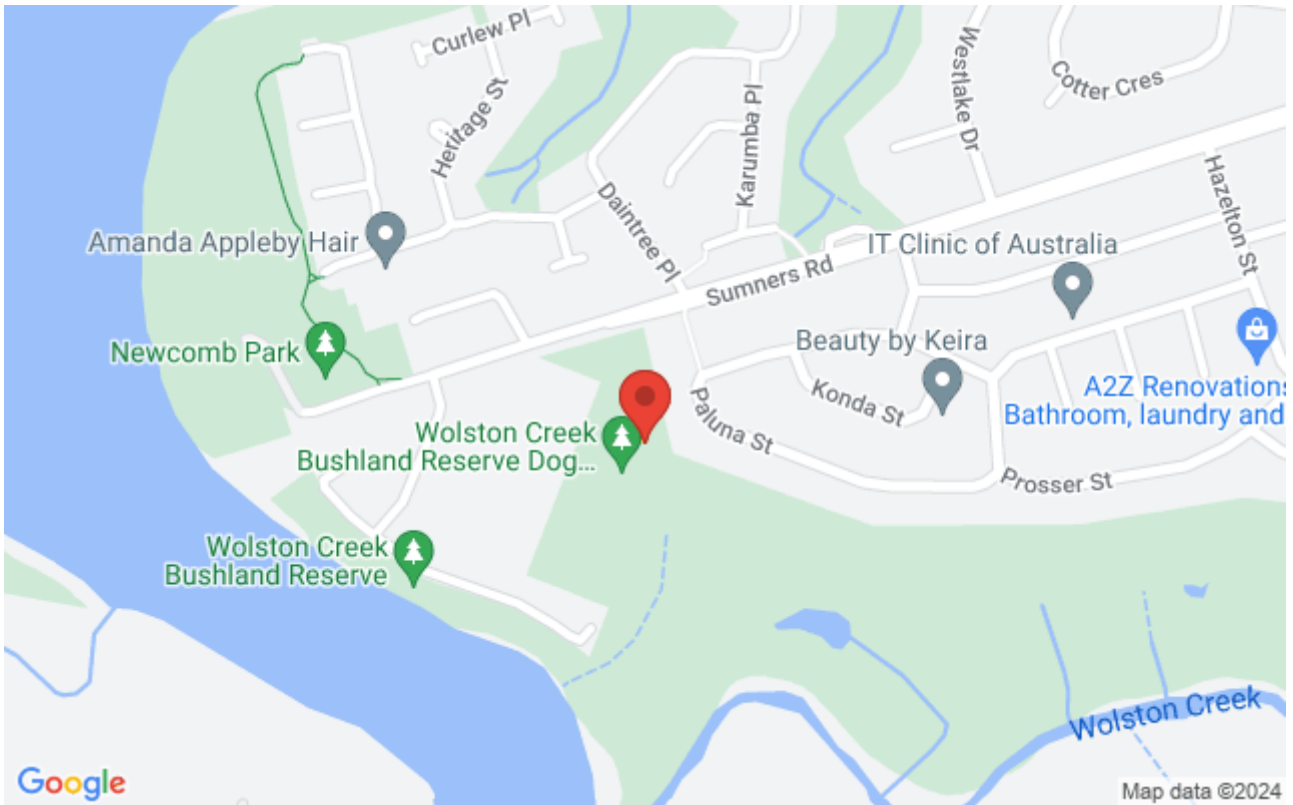 Curlew Pl
Heritage St
Westlake Dr
Cotter Cres
Karumba Pl
Daintree Pl
Hazelton St
Amanda Appleby Hair
IT Clinic of Australia
Sumners Rd
Newcomb Park
Beauty by Keira
Konda St
A2Z Renovations
Bathroom, laundry and
Paluna St
Wolston Creek
Bushland Reserve Dog...
Prosser St
Wolston Creek
Bushland Reserve
Wolston Creek
Google
Map data ©2024